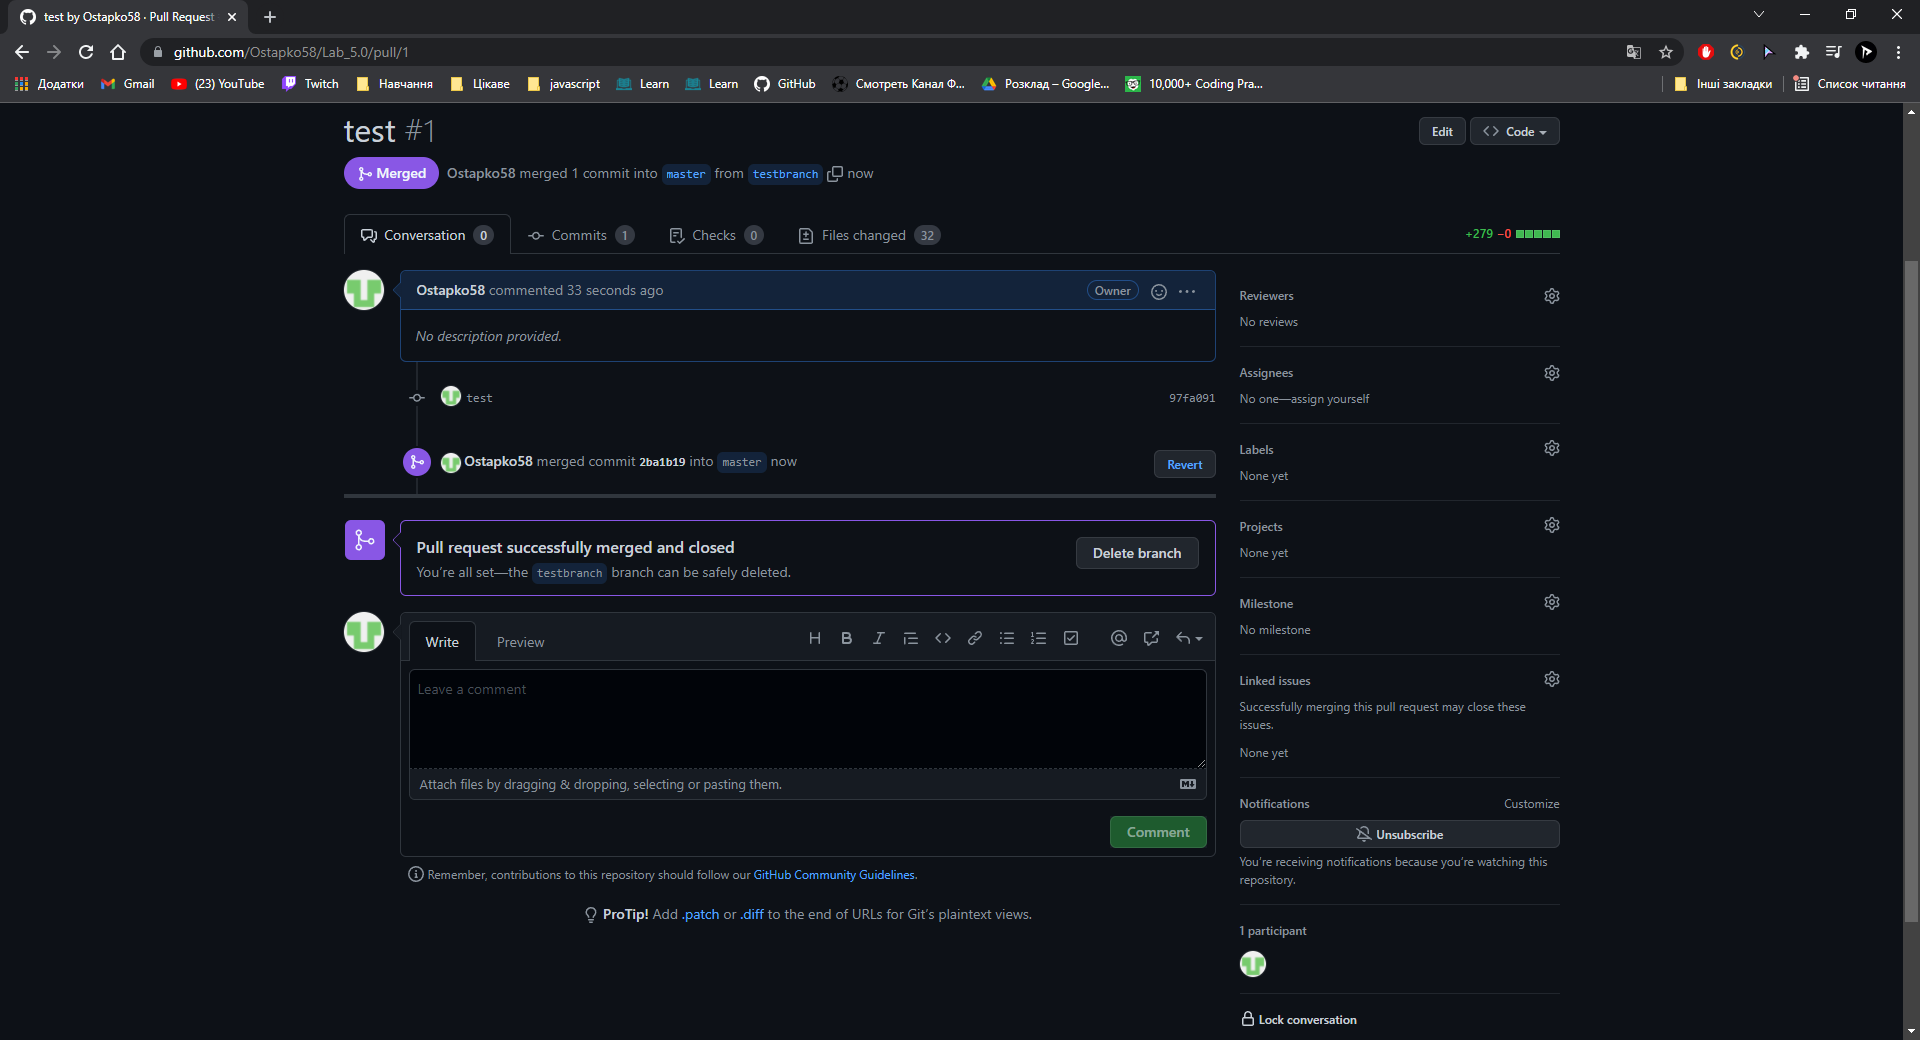 test by Ostapko58 · Pull Request
github.com/Ostapko58/Lab_5.0/pull/1
Додатки Gmail (23) YouTube Twitch Навчання Цікаве javascript Learn Learn GitHub Смотреть Канал Ф... Розклад – Google... 10,000+ Coding Pra... Інші закладки Список читання
test #1
Edit Code
Merged Ostapko58 merged 1 commit into master from testbranch now
Conversation 0 Commits 1 Checks 0 Files changed 32 +279 −0
Ostapko58 commented 33 seconds ago Owner
No description provided.
test 97fa091
Ostapko58 merged commit 2ba1b19 into master now Revert
Pull request successfully merged and closed
You're all set—the testbranch branch can be safely deleted.
Delete branch
Write Preview
Leave a comment
Attach files by dragging & dropping, selecting or pasting them.
Comment
Remember, contributions to this repository should follow our GitHub Community Guidelines.
ProTip! Add .patch or .diff to the end of URLs for Git's plaintext views.
Reviewers
No reviews
Assignees
No one—assign yourself
Labels
None yet
Projects
None yet
Milestone
No milestone
Linked issues
Successfully merging this pull request may close these
issues.
None yet
Notifications Customize
Unsubscribe
You're receiving notifications because you're watching this
repository.
1 participant
Lock conversation